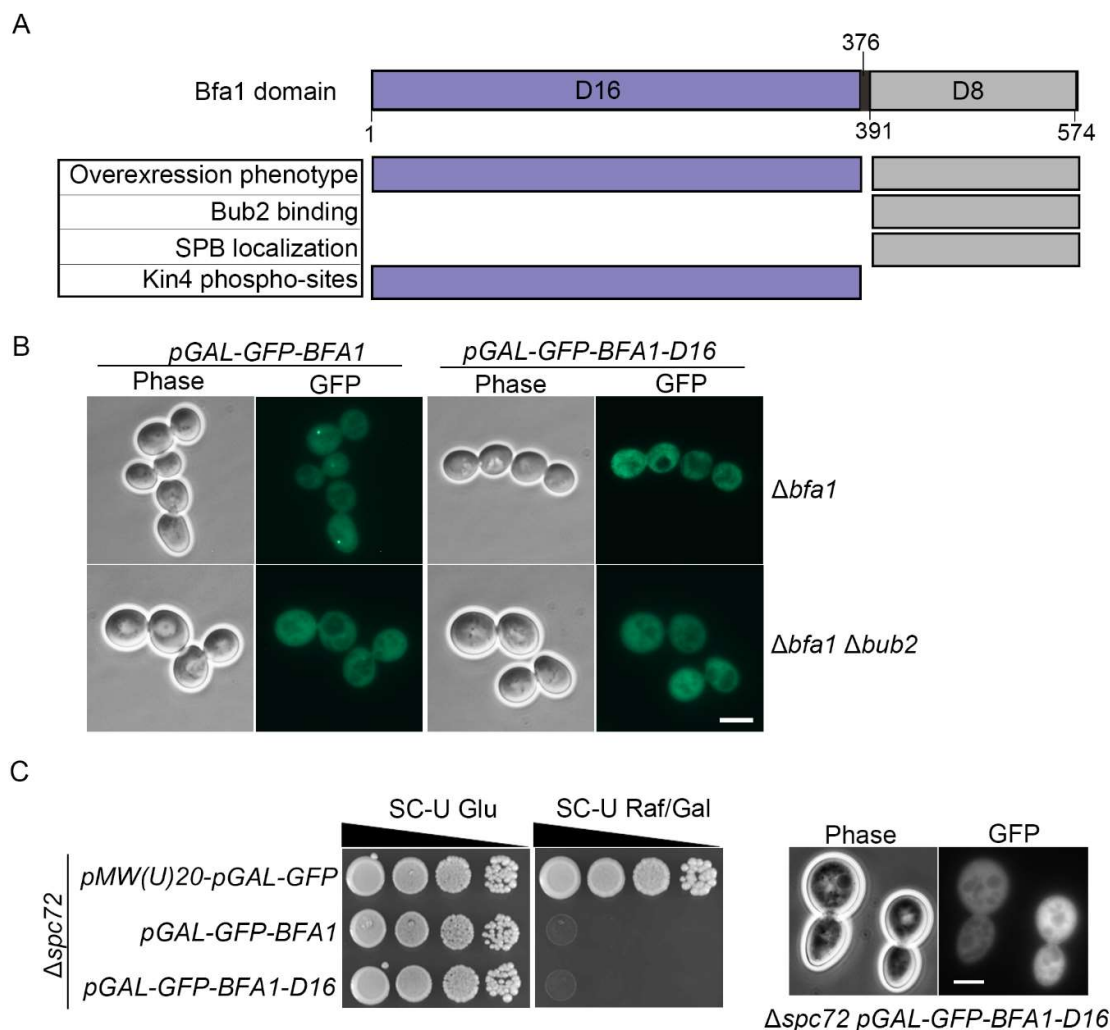 A
376
Bfa1 domain
D16
D8
1
391
574
Overexression phenotype
Bub2 binding
SPB localization
Kin4 phospho-sites
B
pGAL-GFP-BFA1
pGAL-GFP-BFA1-D16
Phase
GFP
Phase
GFP
Δbfa1
Δbfa1 Δbub2
C
SC-U Glu
SC-U Raf/Gal
Δspc72
pMW(U)20-pGAL-GFP
pGAL-GFP-BFA1
pGAL-GFP-BFA1-D16
Phase
GFP
Δspc72 pGAL-GFP-BFA1-D16